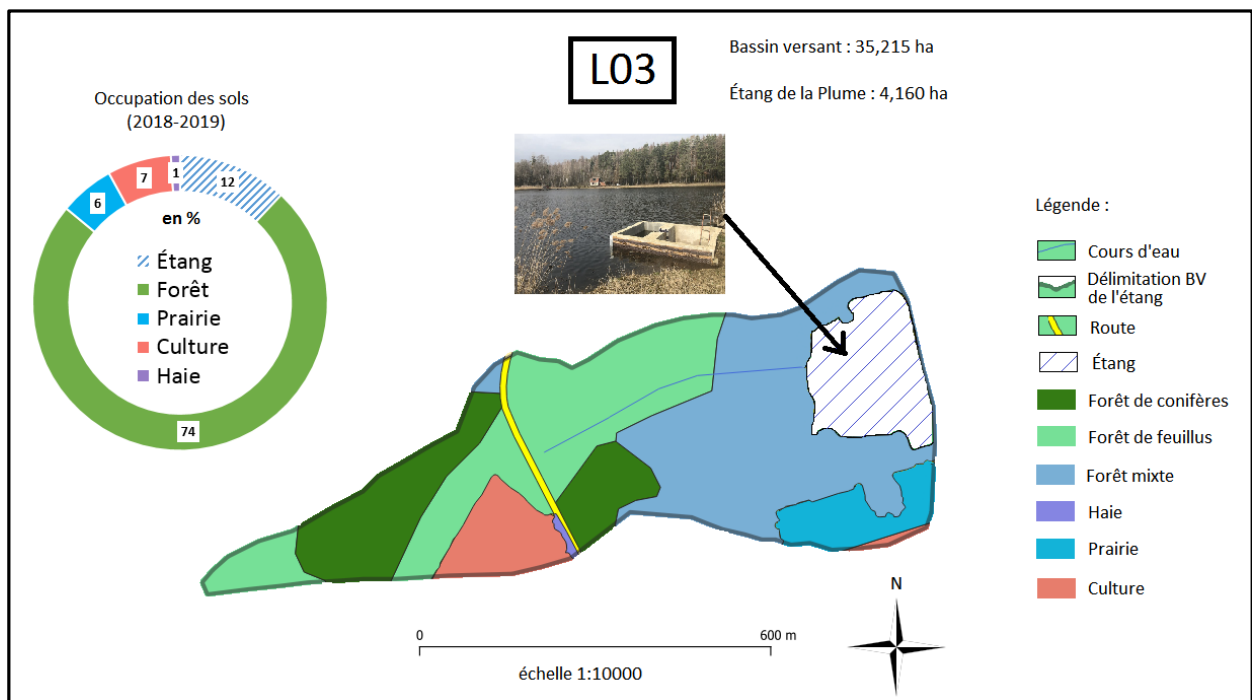 L03
Bassin versant : 35,215 ha
Étang de la Plume : 4,160 ha
Occupation des sols
(2018-2019)
1
12
7
6
74
en %
Étang
Forêt
Prairie
Culture
Haie
Légende :
Cours d'eau
Délimitation BV
de l'étang
Route
Étang
Forêt de conifères
Forêt de feuillus
Forêt mixte
Haie
Prairie
Culture
N
0
600 m
échelle 1:10000